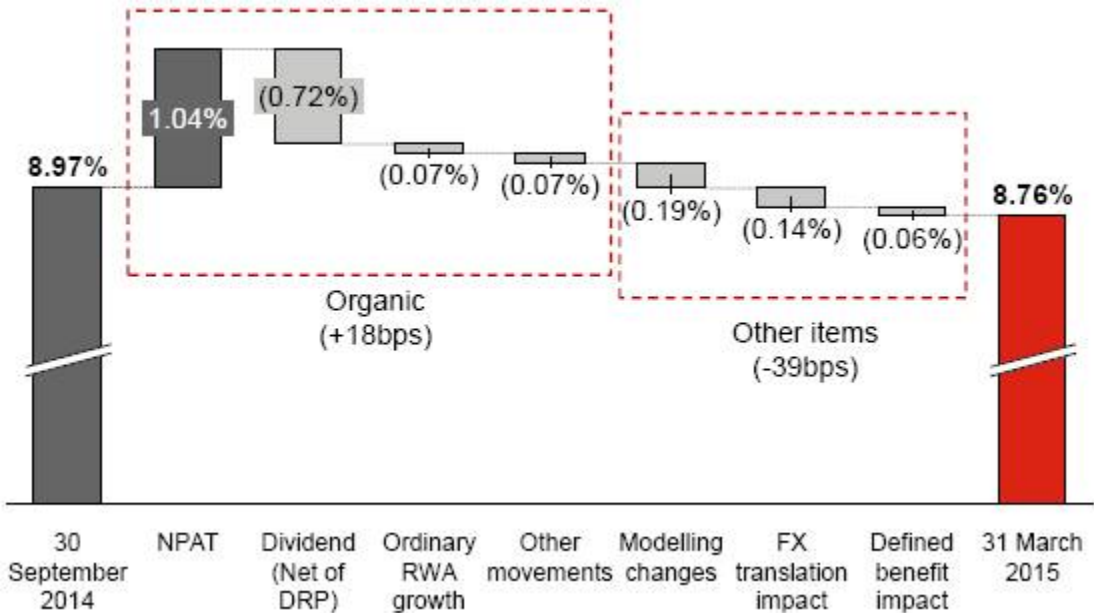 1.04%
(0.72%)
8.97%
(0.07%)
(0.07%)
(0.19%)
(0.14%)
(0.06%)
8.76%
Organic
(+18bps)
Other items
(-39bps)
30
September
2014
NPAT
Dividend
(Net of
DRP)
Ordinary
RWA
growth
Other
movements
Modelling
changes
FX
translation
impact
Defined
benefit
impact
31 March
2015